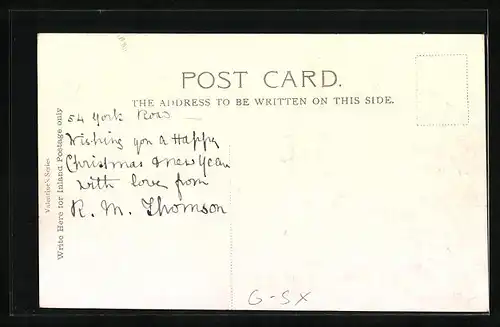 POST CARD.
THE ADDRESS TO BE WRITTEN ON THIS SIDE.
Valentine's Series
Write Here for Inland Postage only
54 York Road
Wishing you a Happy
Christmas & New Year
with love from
R. M. Thomson
G-SX